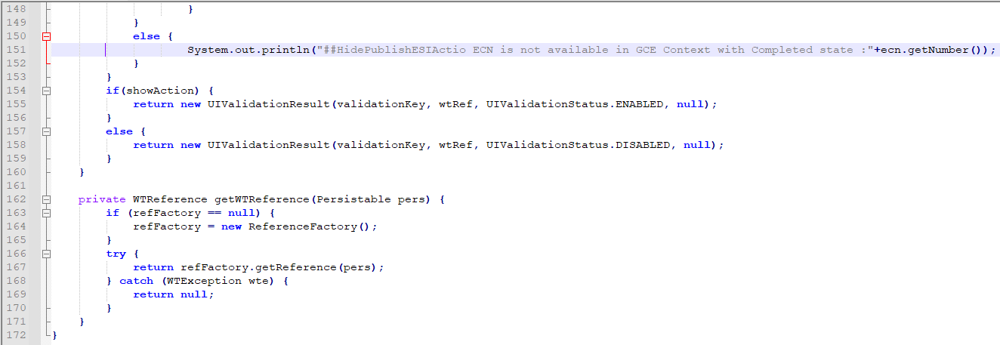 148 }
149 }
150 else {
151 System.out.println("##HidePublishESIActio ECN is not available in GCE Context with Completed state :"+ecn.getNumber());
152 }
153 }
154 if(showAction) {
155 return new UIValidationResult(validationKey, wtRef, UIValidationStatus.ENABLED, null);
156 }
157 else {
158 return new UIValidationResult(validationKey, wtRef, UIValidationStatus.DISABLED, null);
159 }
160 }
161
162 private WTReference getWTReference(Persistable pers) {
163 if (refFactory == null) {
164 refFactory = new ReferenceFactory();
165 }
166 try {
167 return refFactory.getReference(pers);
168 } catch (WTException wte) {
169 return null;
170 }
171 }
172 }